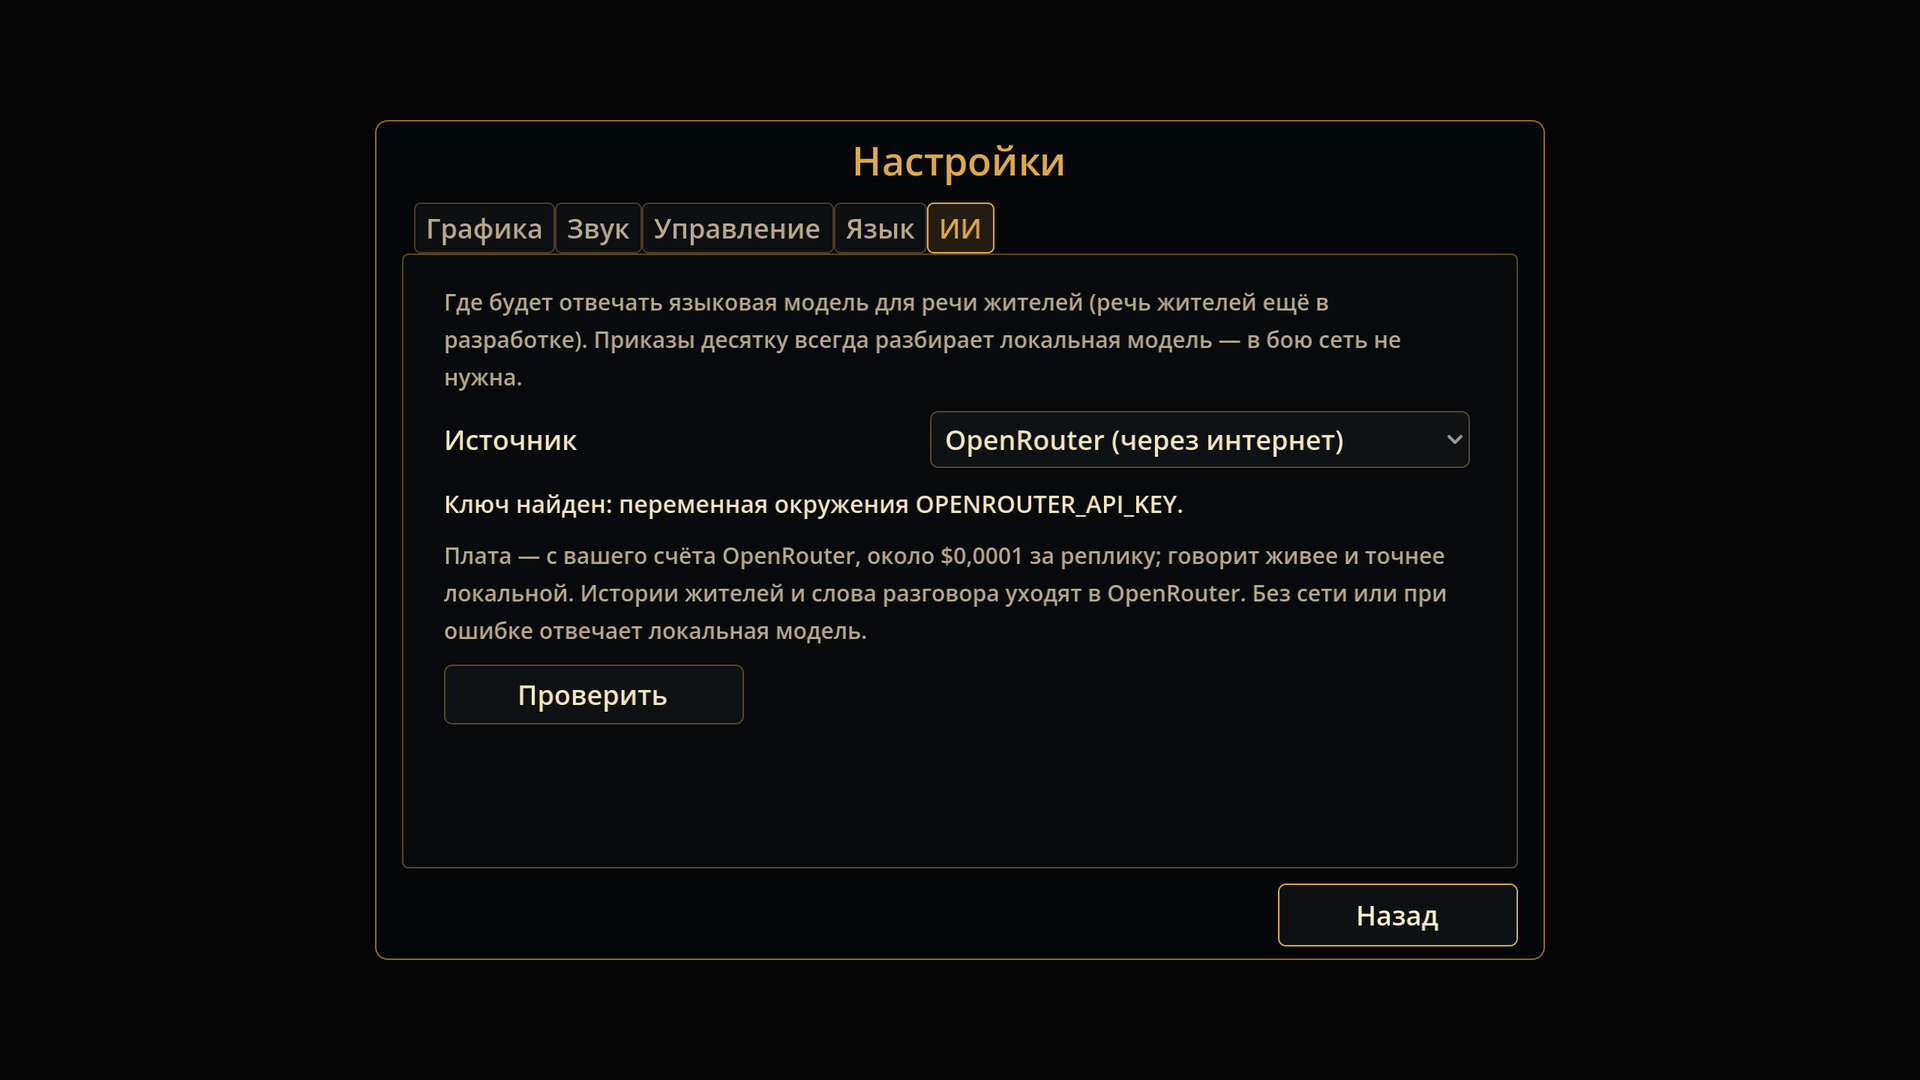 Настройки
Графика Звук Управление Язык ИИ
Где будет отвечать языковая модель для речи жителей (речь жителей ещё в
разработке). Приказы десятку всегда разбирает локальная модель — в бою сеть не
нужна.
Источник OpenRouter (через интернет)
Ключ найден: переменная окружения OPENROUTER_API_KEY.
Плата — с вашего счёта OpenRouter, около $0,0001 за реплику; говорит живее и точнее
локальной. Истории жителей и слова разговора уходят в OpenRouter. Без сети или при
ошибке отвечает локальная модель.
Проверить
Назад